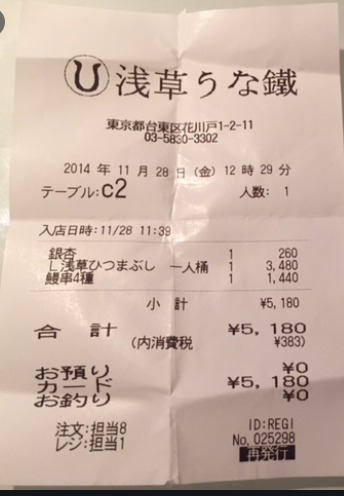 U 浅草うな鐵
東京都台東区花川戸1-2-11
03-5830-3302
2014 年 11 月 28 日 (金) 12 時 29 分
テーブル:C2 人数: 1
入店日時:11/28 11:39
銀杏 1 260
L浅草ひつまぶし 一人桶 1 3,480
鰻串4種 1 1,440
小 計 ¥5,180
合 計 ¥5,180
(内消費税 ¥383)
お預り ¥0
カード ¥5,180
お釣り ¥0
注文:担当8 ID:REG1
レジ:担当1 No.025298
再発行